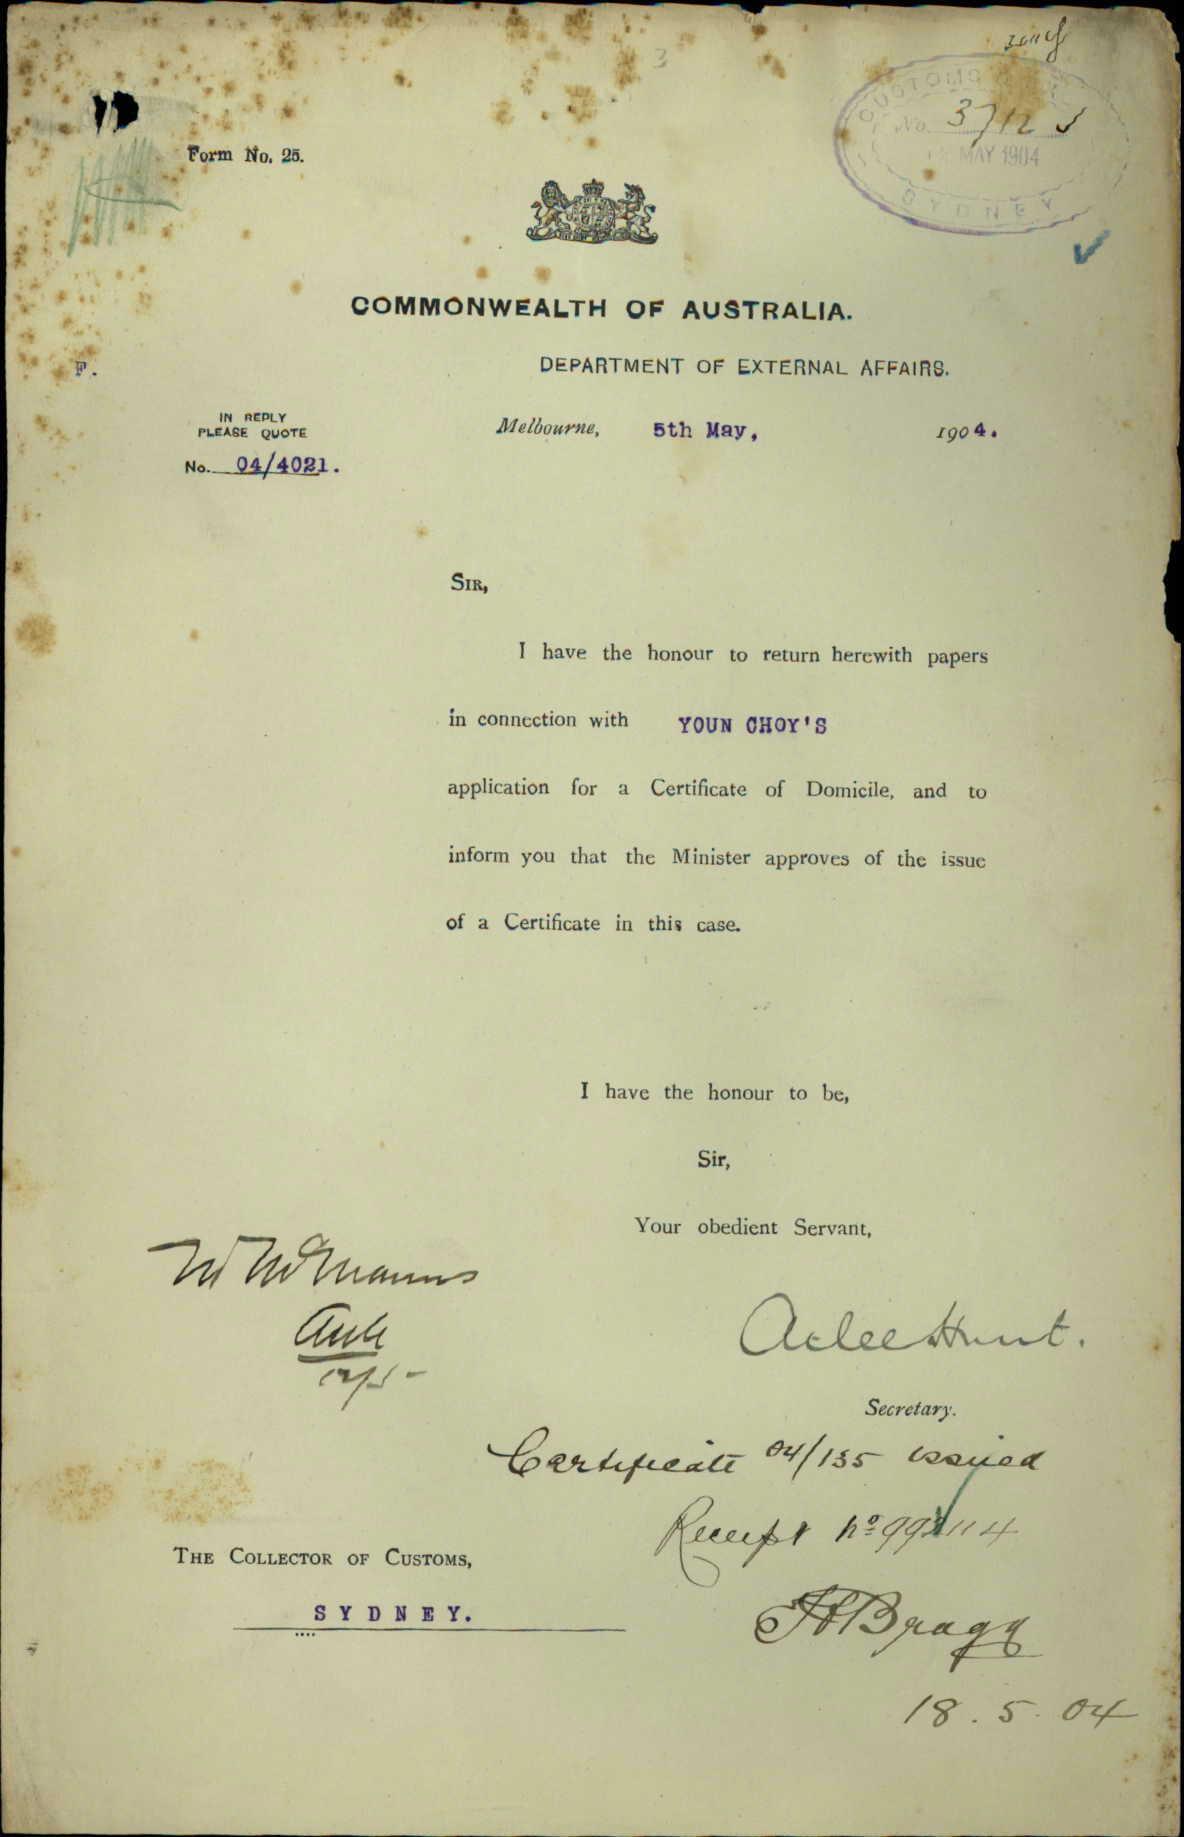 3
CUSTOMS
No. 3712
MAY 1904
SYDNEY
Form No. 25.
COMMONWEALTH OF AUSTRALIA.
F.
DEPARTMENT OF EXTERNAL AFFAIRS.
IN REPLY
PLEASE QUOTE
No. 04/4021.
Melbourne, 5th May, 1904.
SIR,
I have the honour to return herewith papers
in connection with YOUN CHOY'S
application for a Certificate of Domicile, and to
inform you that the Minister approves of the issue
of a Certificate in this case.
I have the honour to be,
Sir,
Your obedient Servant,
Atlee Hunt.
Secretary.
12/5
Certificate 04/135 issued
Receipt No
THE COLLECTOR OF CUSTOMS,
SYDNEY.
Bragg
18.5.04